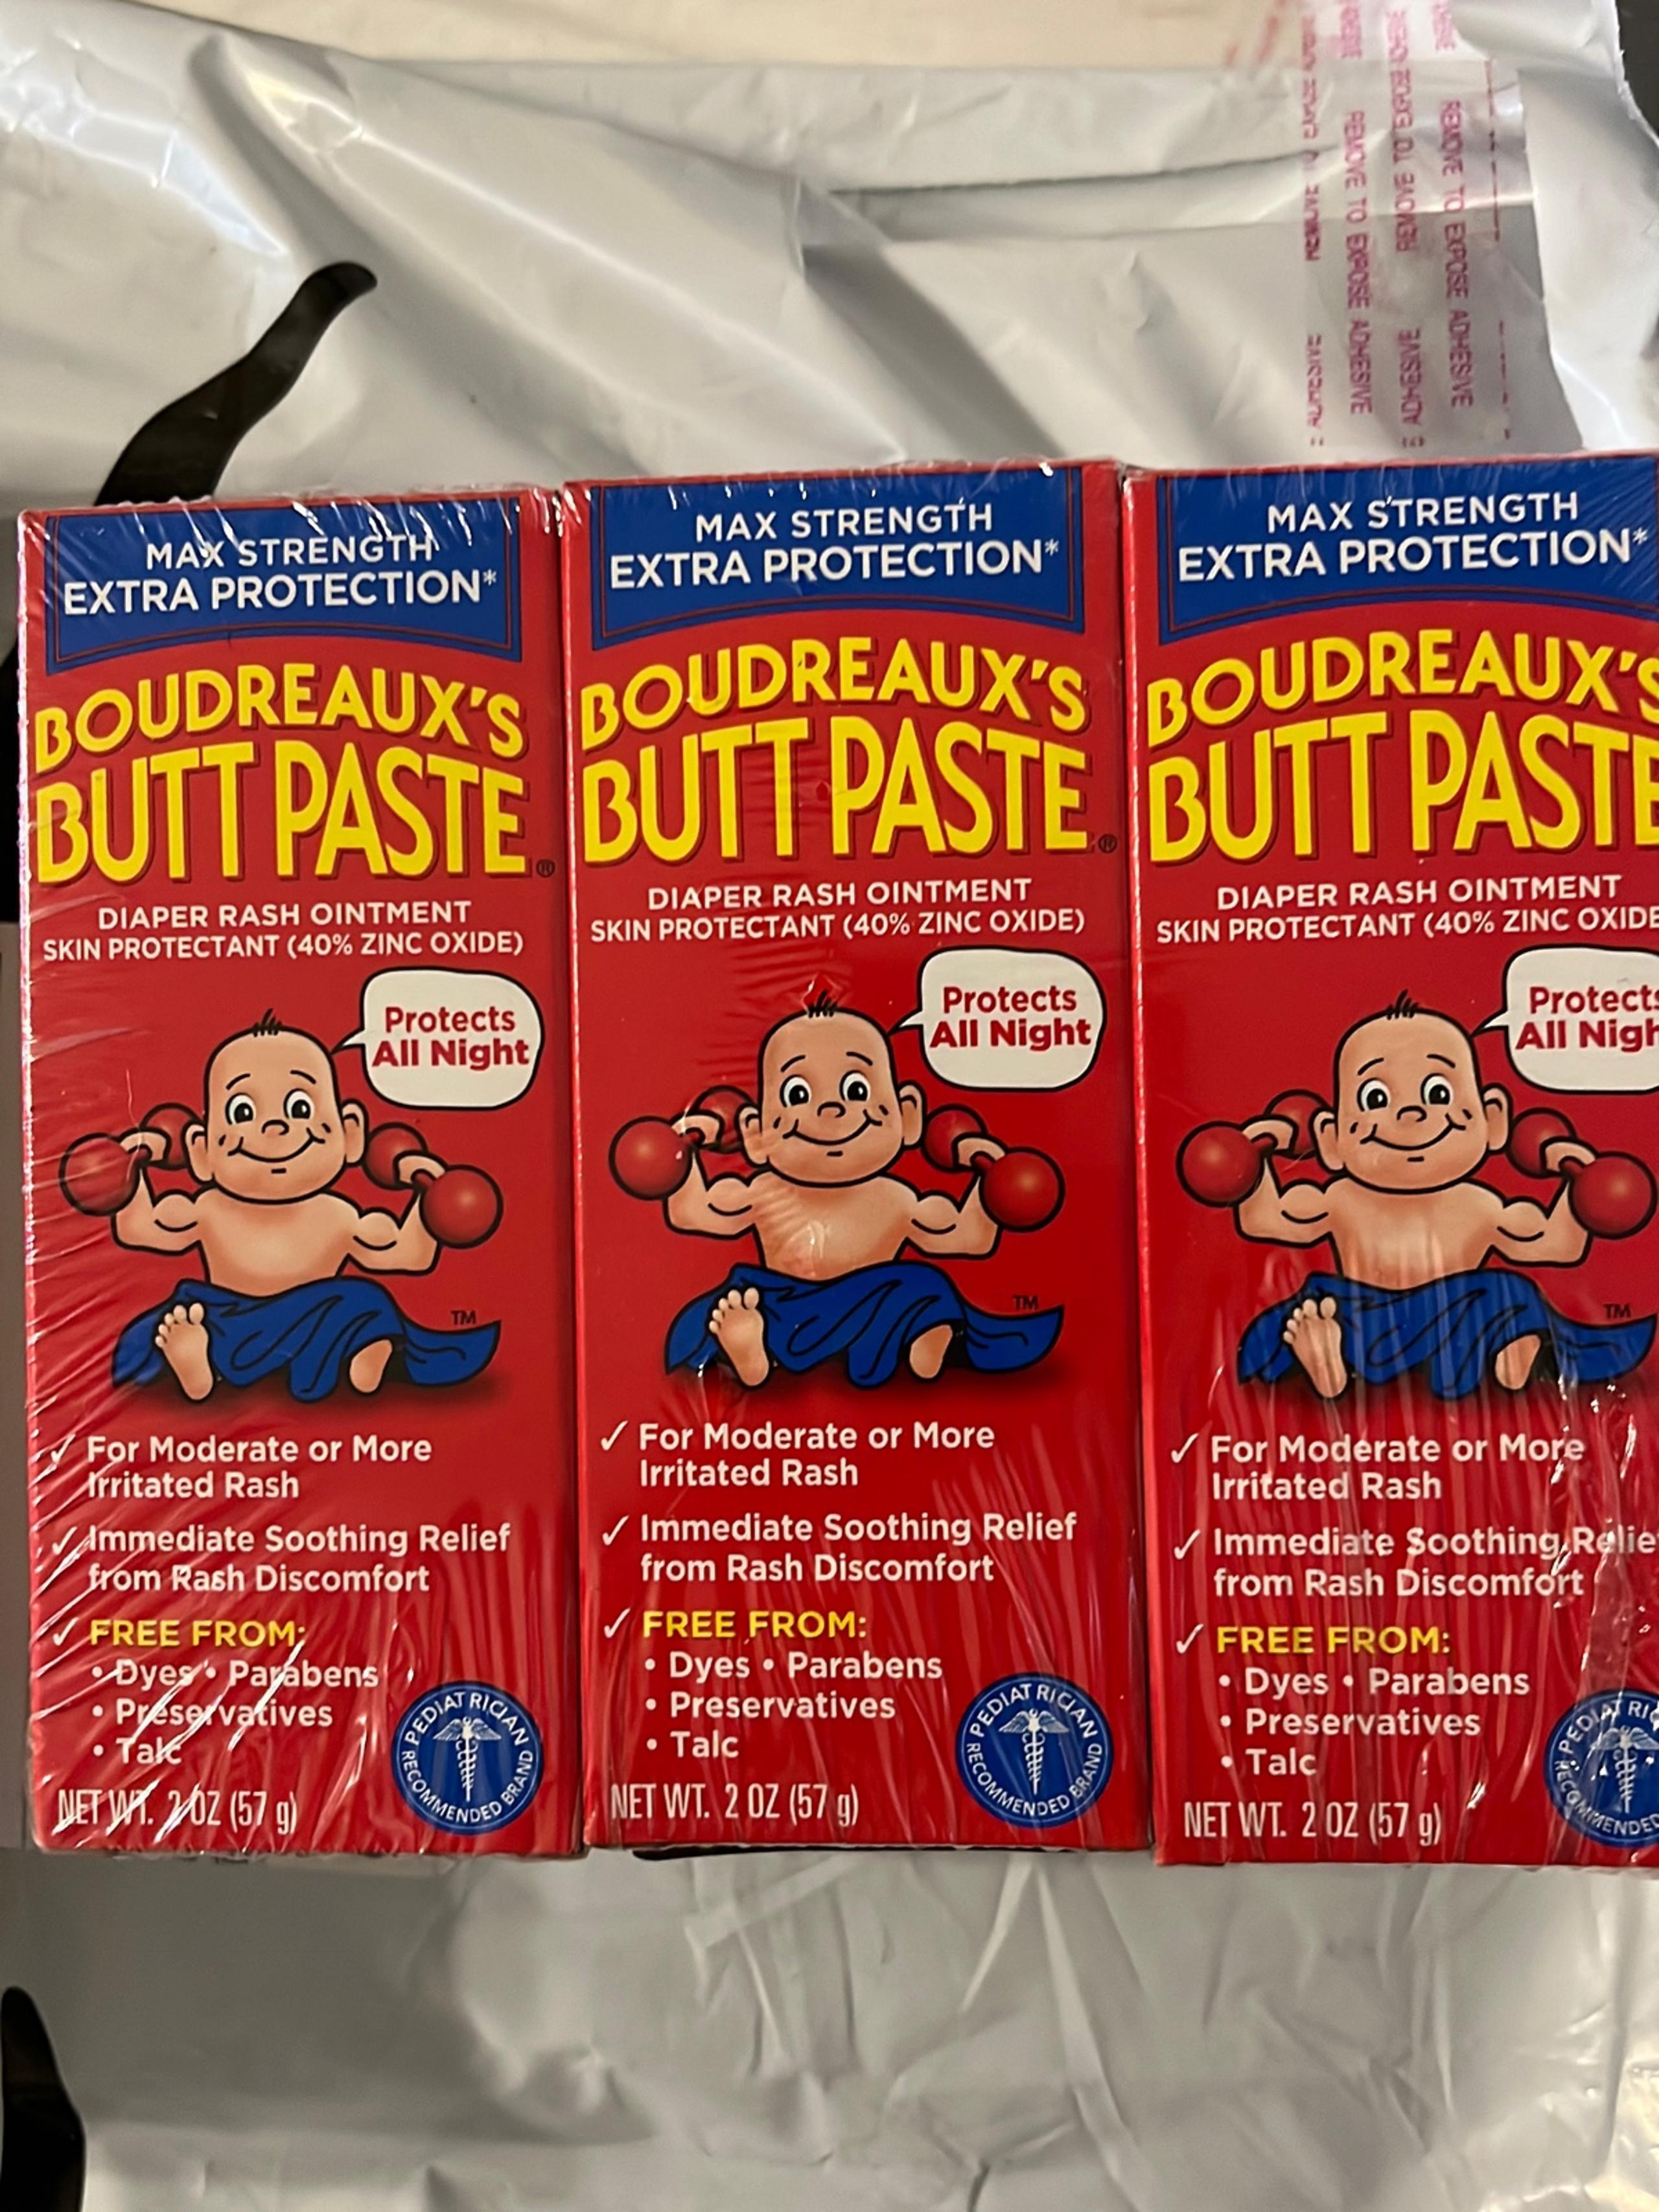 REMOVE TO EXPOSE ADHESIVE
REMOVE TO EXPOSE ADHESIVE
ADHESIVE
REMOVE TO EXPOSE ADHESIVE
MAX STRENGTH
EXTRA PROTECTION*
BOUDREAUX'S
BUTT PASTE®
DIAPER RASH OINTMENT
SKIN PROTECTANT (40% ZINC OXIDE)
Protects
All Night
TM
✓ For Moderate or More
Irritated Rash
✓ Immediate Soothing Relief
from Rash Discomfort
✓ FREE FROM:
• Dyes • Parabens
• Preservatives
• Talc
NET WT. 2 OZ (57 g)
PEDIATRICIAN
RECOMMENDED BRAND
MAX STRENGTH
EXTRA PROTECTION*
BOUDREAUX'S
BUTT PASTE®
DIAPER RASH OINTMENT
SKIN PROTECTANT (40% ZINC OXIDE)
Protects
All Night
TM
✓ For Moderate or More
Irritated Rash
✓ Immediate Soothing Relief
from Rash Discomfort
✓ FREE FROM:
• Dyes • Parabens
• Preservatives
• Talc
NET WT. 2 OZ (57 g)
PEDIATRICIAN
RECOMMENDED BRAND
MAX STRENGTH
EXTRA PROTECTION*
BOUDREAUX'S
BUTT PASTE
DIAPER RASH OINTMENT
SKIN PROTECTANT (40% ZINC OXIDE
Protects
All Nigh
TM
✓ For Moderate or More
Irritated Rash
✓ Immediate Soothing Relie
from Rash Discomfort
✓ FREE FROM:
• Dyes • Parabens
• Preservatives
• Talc
NET WT. 2 OZ (57 g)
PEDIATRIC
RECOMMENDED